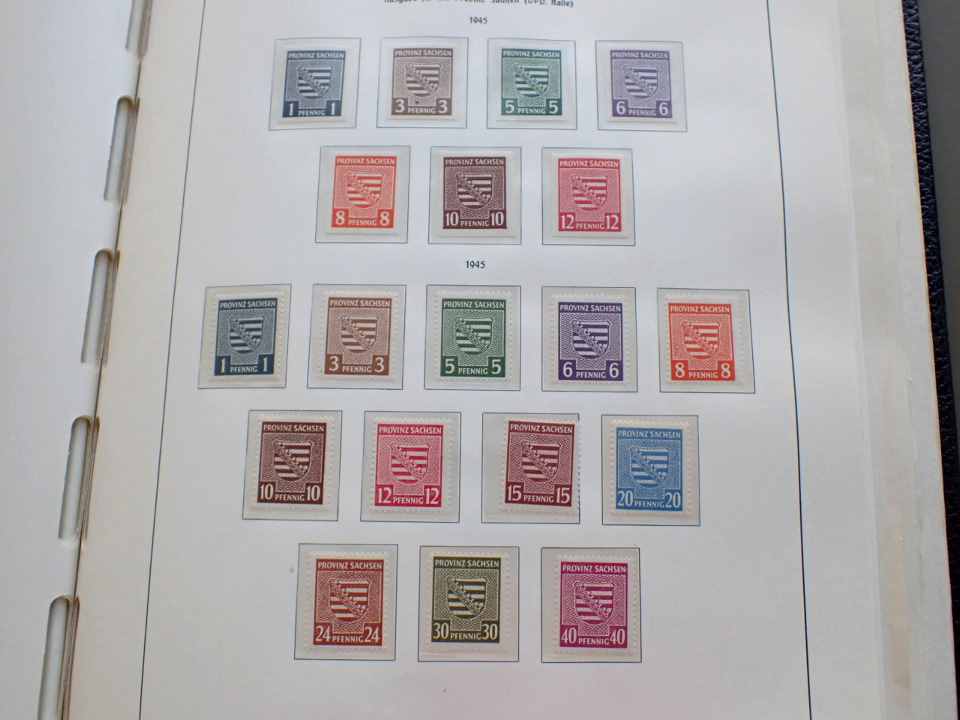 (OPD. Halle)
1945
PROVINZ SACHSEN
1 1
PFENNIG
PROVINZ SACHSEN
3 3
PFENNIG
PROVINZ SACHSEN
5 5
PFENNIG
PROVINZ SACHSEN
6 6
PFENNIG
PROVINZ SACHSEN
8 8
PFENNIG
PROVINZ SACHSEN
10 10
PFENNIG
PROVINZ SACHSEN
12 12
PFENNIG
1945
PROVINZ SACHSEN
1 1
PFENNIG
PROVINZ SACHSEN
3 3
PFENNIG
PROVINZ SACHSEN
5 5
PFENNIG
PROVINZ SACHSEN
6 6
PFENNIG
PROVINZ SACHSEN
8 8
PFENNIG
PROVINZ SACHSEN
10 10
PFENNIG
PROVINZ SACHSEN
12 12
PFENNIG
PROVINZ SACHSEN
15 15
PFENNIG
PROVINZ SACHSEN
20 20
PFENNIG
PROVINZ SACHSEN
24 24
PFENNIG
PROVINZ SACHSEN
30 30
PFENNIG
PROVINZ SACHSEN
40 40
PFENNIG